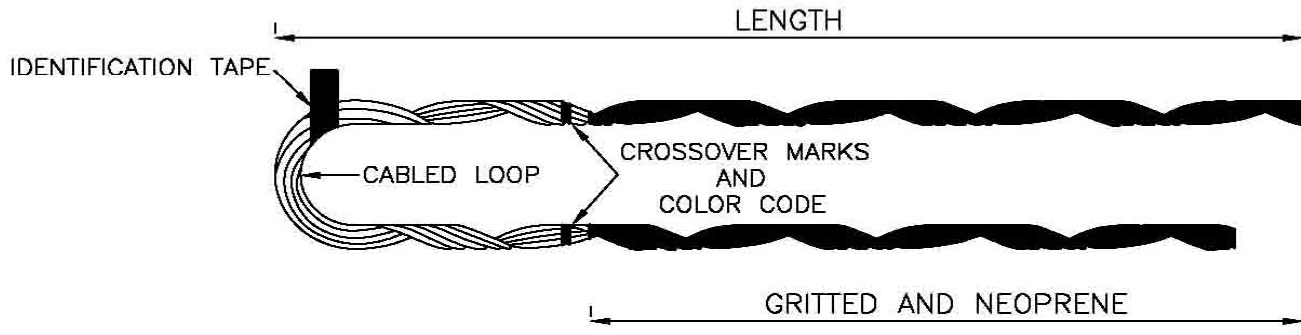 LENGTH
IDENTIFICATION TAPE
CROSSOVER MARKS
AND
COLOR CODE
CABLED LOOP
GRITTED AND NEOPRENE